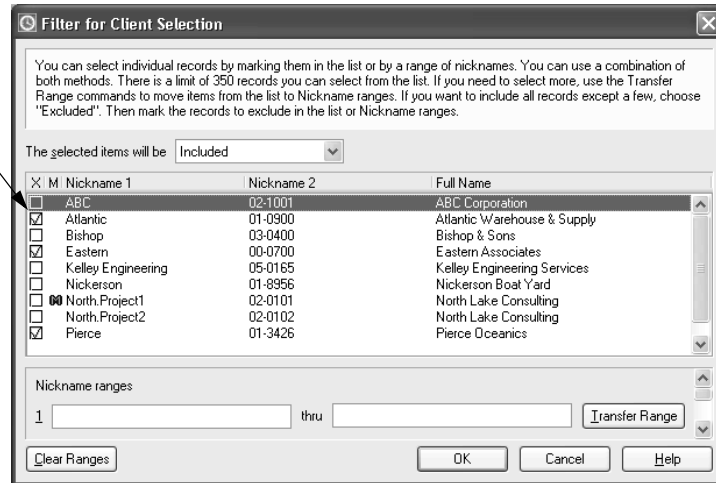 Filter for Client Selection
You can select individual records by marking them in the list or by a range of nicknames. You can use a combination of
both methods. There is a limit of 350 records you can select from the list. If you need to select more, use the Transfer
Range commands to move items from the list to Nickname ranges. If you want to include all records except a few, choose
"Excluded". Then mark the records to exclude in the list or Nickname ranges.
The selected items will be Included
X M Nickname 1 Nickname 2 Full Name
ABC 02-1001 ABC Corporation
Atlantic 01-0900 Atlantic Warehouse & Supply
Bishop 03-0400 Bishop & Sons
Eastern 00-0700 Eastern Associates
Kelley Engineering 05-0165 Kelley Engineering Services
Nickerson 01-8956 Nickerson Boat Yard
North.Project1 02-0101 North Lake Consulting
North.Project2 02-0102 North Lake Consulting
Pierce 01-3426 Pierce Oceanics
Nickname ranges
1 thru Transfer Range
Clear Ranges OK Cancel Help